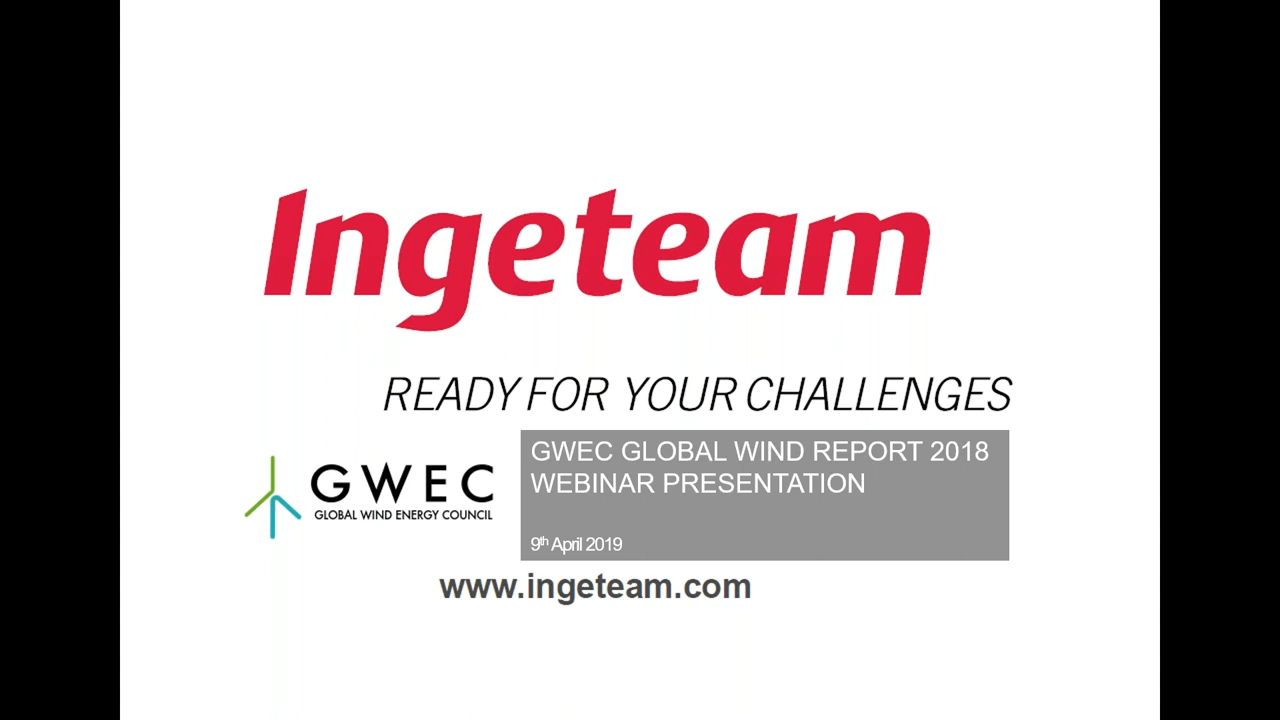 Ingeteam
READY FOR YOUR CHALLENGES
GWEC
GLOBAL WIND ENERGY COUNCIL
GWEC GLOBAL WIND REPORT 2018
WEBINAR PRESENTATION
9th April 2019
www.ingeteam.com